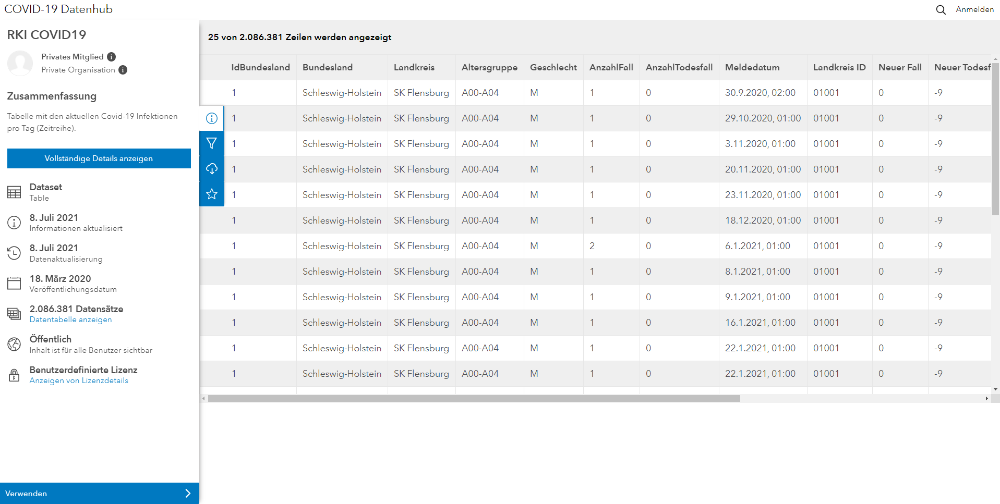 COVID-19 Datenhub
Anmelden
RKI COVID19
Privates Mitglied
Private Organisation
Zusammenfassung
Tabelle mit den aktuellen Covid-19 Infektionen
pro Tag (Zeitreihe).
Vollständige Details anzeigen
Dataset
Table
8. Juli 2021
Informationen aktualisiert
8. Juli 2021
Datenaktualisierung
18. März 2020
Veröffentlichungsdatum
2.086.381 Datensätze
Datentabelle anzeigen
Öffentlich
Inhalt ist für alle Benutzer sichtbar
Benutzerdefinierte Lizenz
Anzeigen von Lizenzdetails
Verwenden
25 von 2.086.381 Zeilen werden angezeigt
IdBundesland Bundesland Landkreis Altersgruppe Geschlecht AnzahlFall AnzahlTodesfall Meldedatum Landkreis ID Neuer Fall Neuer Todesf
1 Schleswig-Holstein SK Flensburg A00-A04 M 1 0 30.9.2020, 02:00 01001 0 -9
1 Schleswig-Holstein SK Flensburg A00-A04 M 1 0 29.10.2020, 01:00 01001 0 -9
1 Schleswig-Holstein SK Flensburg A00-A04 M 1 0 3.11.2020, 01:00 01001 0 -9
1 Schleswig-Holstein SK Flensburg A00-A04 M 1 0 20.11.2020, 01:00 01001 0 -9
1 Schleswig-Holstein SK Flensburg A00-A04 M 1 0 23.11.2020, 01:00 01001 0 -9
1 Schleswig-Holstein SK Flensburg A00-A04 M 1 0 18.12.2020, 01:00 01001 0 -9
1 Schleswig-Holstein SK Flensburg A00-A04 M 2 0 6.1.2021, 01:00 01001 0 -9
1 Schleswig-Holstein SK Flensburg A00-A04 M 1 0 8.1.2021, 01:00 01001 0 -9
1 Schleswig-Holstein SK Flensburg A00-A04 M 1 0 9.1.2021, 01:00 01001 0 -9
1 Schleswig-Holstein SK Flensburg A00-A04 M 1 0 16.1.2021, 01:00 01001 0 -9
1 Schleswig-Holstein SK Flensburg A00-A04 M 1 0 22.1.2021, 01:00 01001 0 -9
1 Schleswig-Holstein SK Flensburg A00-A04 M 1 0 22.1.2021, 01:00 01001 0 -9